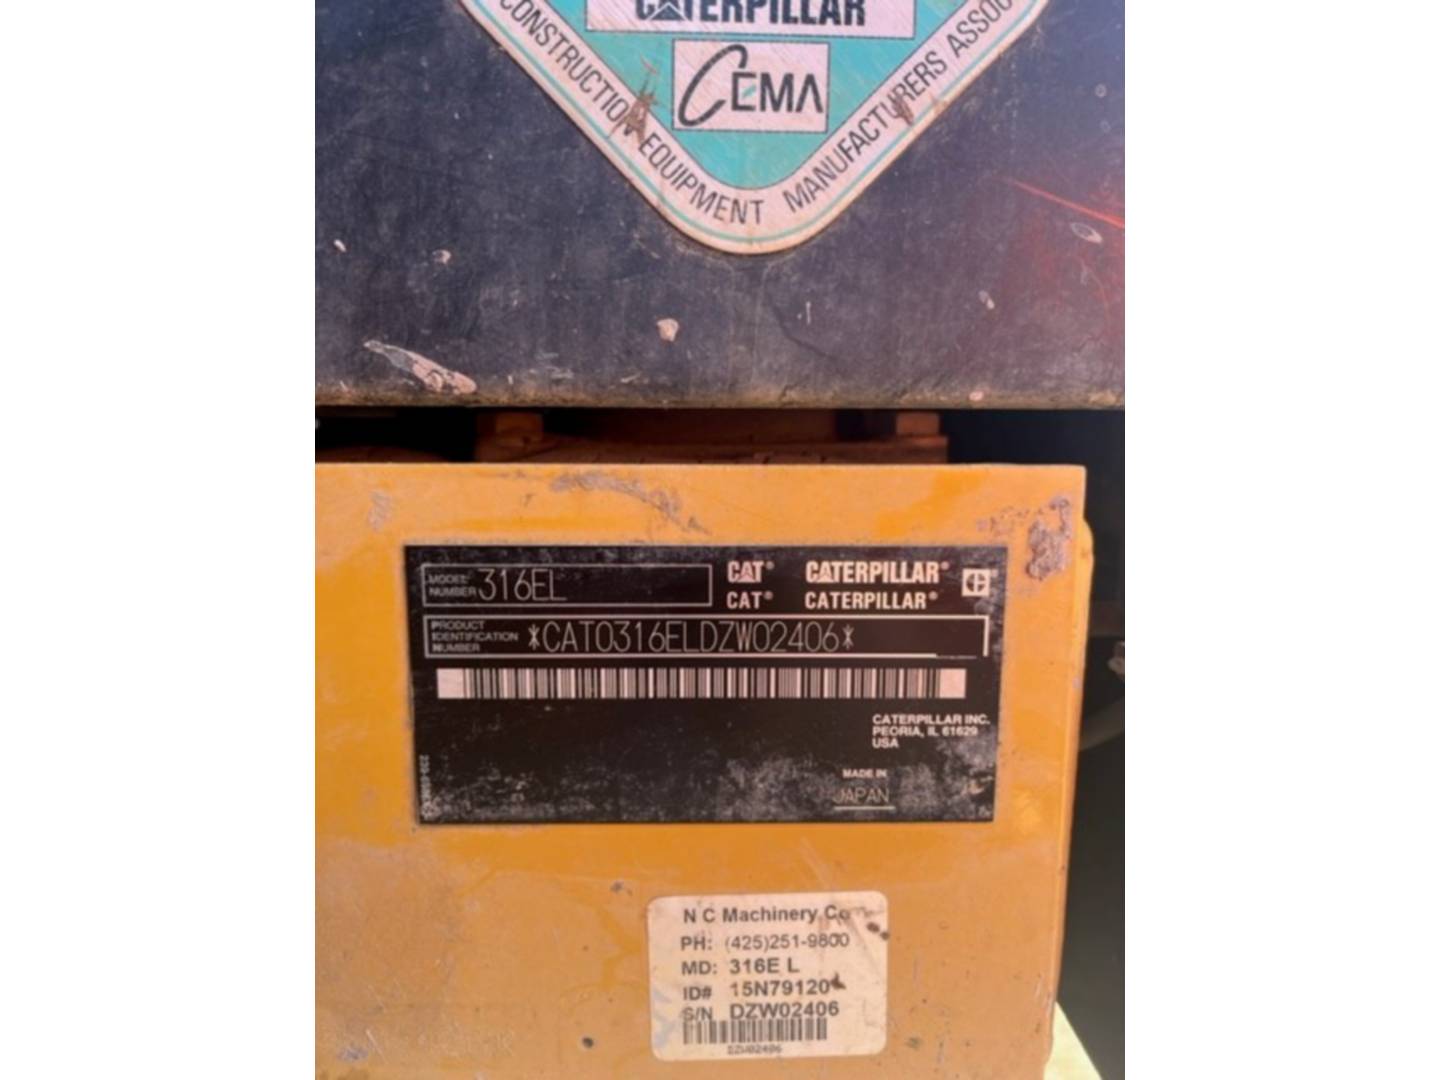 CATERPILLAR
CEMA
CONSTRUCTION EQUIPMENT MANUFACTURERS
MODEL NUMBER 316EL
CAT® CATERPILLAR®
CAT® CATERPILLAR®
PRODUCT IDENTIFICATION NUMBER *CAT0316ELDZW02406*
CATERPILLAR INC.
PEORIA, IL 61629
USA
MADE IN
JAPAN
N C Machinery Co
PH: (425)251-9800
MD: 316E L
ID# 15N79120
S/N DZW02406
DZW02406